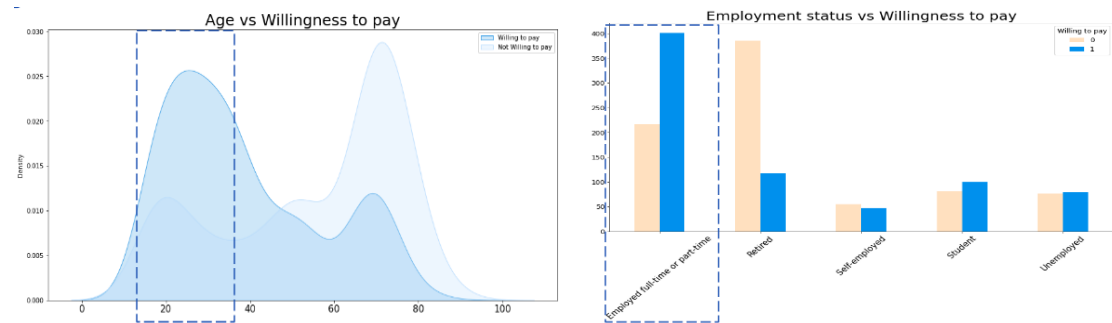 Age vs Willingness to pay
0.030
0.025
0.020
0.015
0.010
0.005
0.000
Density
Willing to pay
Not Willing to pay
0 20 40 60 80 100
Employment status vs Willingness to pay
400
350
300
250
200
150
100
50
0
Willing to pay
0
1
Employed full-time or part-time
Retired
Self-employed
Student
Unemployed